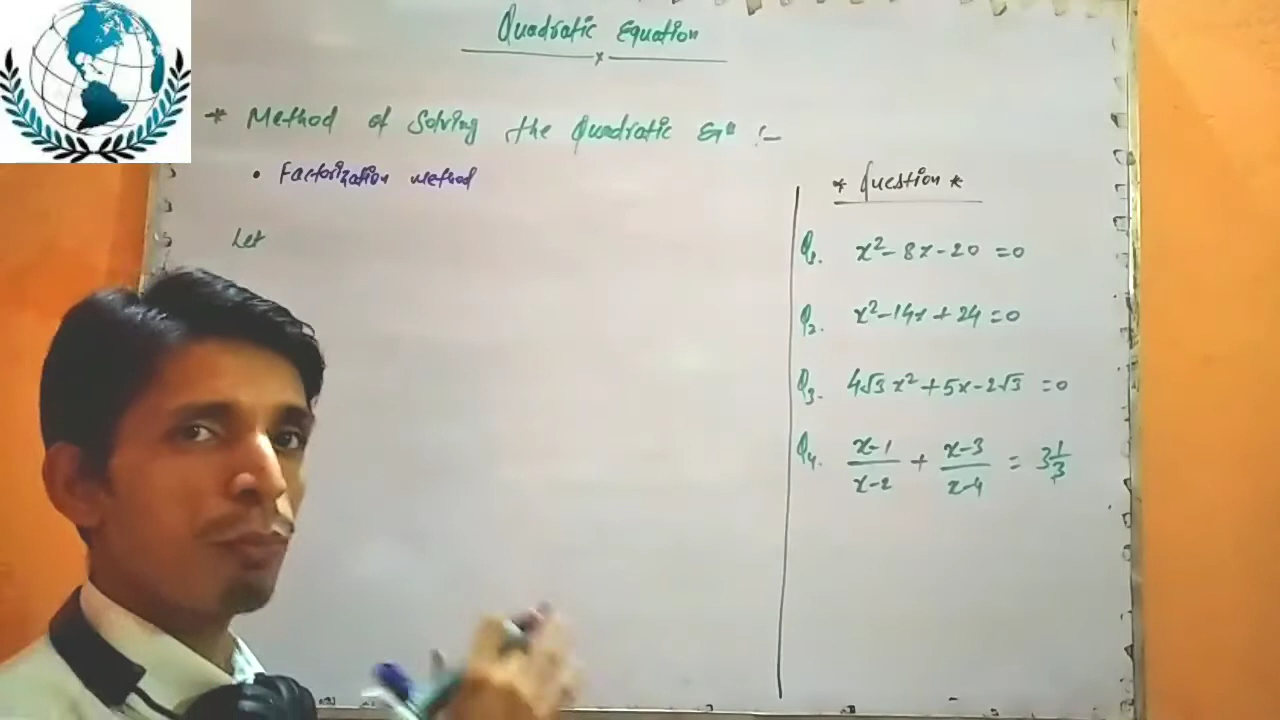 Quadratic Equation
* Method of Solving the Quadratic Eqⁿ :-
• Factorization method
Let
* Question *
Q1. x² - 8x - 20 = 0
Q2. x² - 14x + 24 = 0
Q3. 4√3 x² + 5x - 2√3 = 0
Q4. x-1/x-2 + x-3/x-4 = 3 1/3